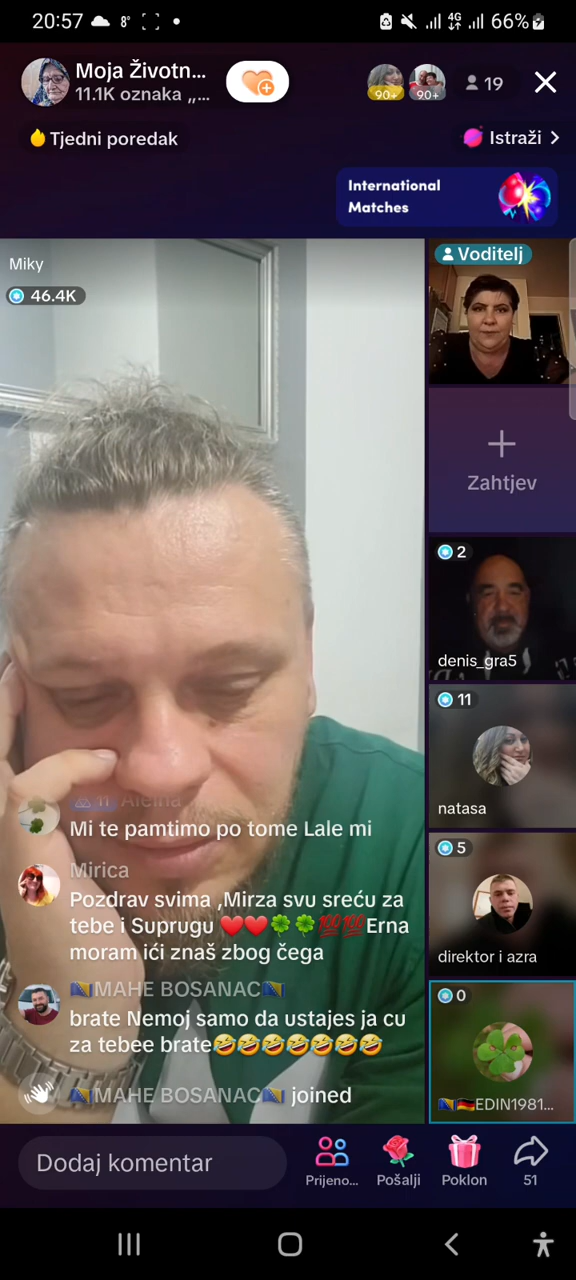 20:57 8° 4G 66%
Moja Životn...
11.1K oznaka „,...
90+ 90+ 19
Tjedni poredak
Istraži
International
Matches
Miky
46.4K
Voditelj
Zahtjev
2
denis_gra5
11
natasa
5
direktor i azra
0
🇧🇦🇩🇪EDIN1981...
11 Alelna
Mi te pamtimo po tome Lale mi
Mirica
Pozdrav svima ,Mirza svu sreću za
tebe i Suprugu ❤️❤️🍀🍀💯💯Erna
moram ići znaš zbog čega
🇧🇦MAHE BOSANAC🇧🇦
brate Nemoj samo da ustajes ja cu
za tebee brate🤣🤣🤣🤣🤣🤣🤣
🇧🇦MAHE BOSANAC🇧🇦 joined
Dodaj komentar
Prijeno...
Pošalji
Poklon
51